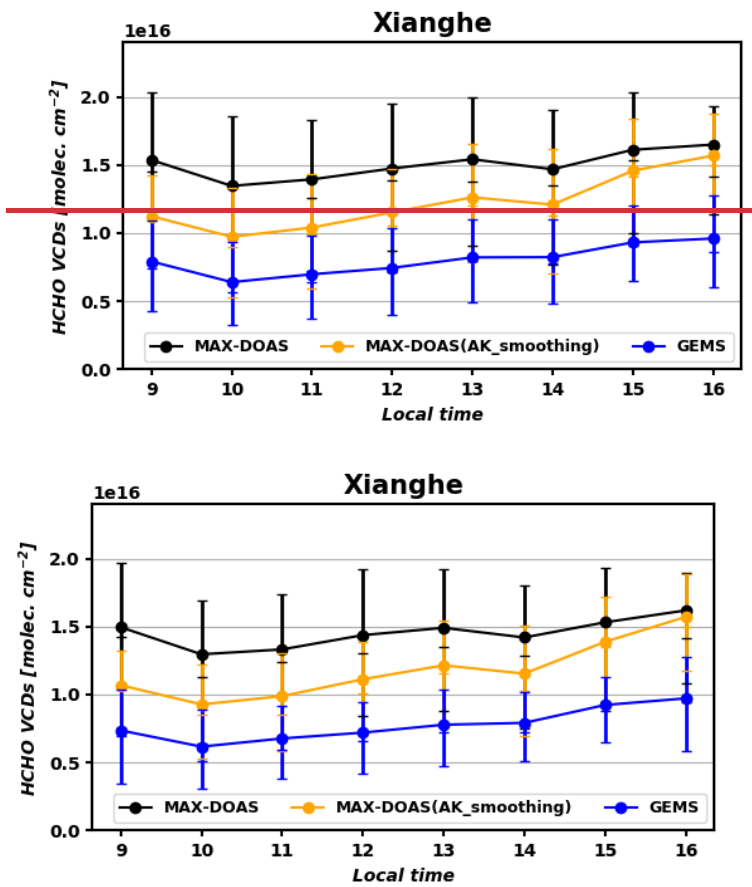 Xianghe
1e16
HCHO VCDs [molec. cm⁻²]
2.0
1.5
1.0
0.5
0.0
MAX-DOAS MAX-DOAS(AK_smoothing) GEMS
9 10 11 12 13 14 15 16
Local time
Xianghe
1e16
HCHO VCDs [molec. cm⁻²]
2.0
1.5
1.0
0.5
0.0
MAX-DOAS MAX-DOAS(AK_smoothing) GEMS
9 10 11 12 13 14 15 16
Local time